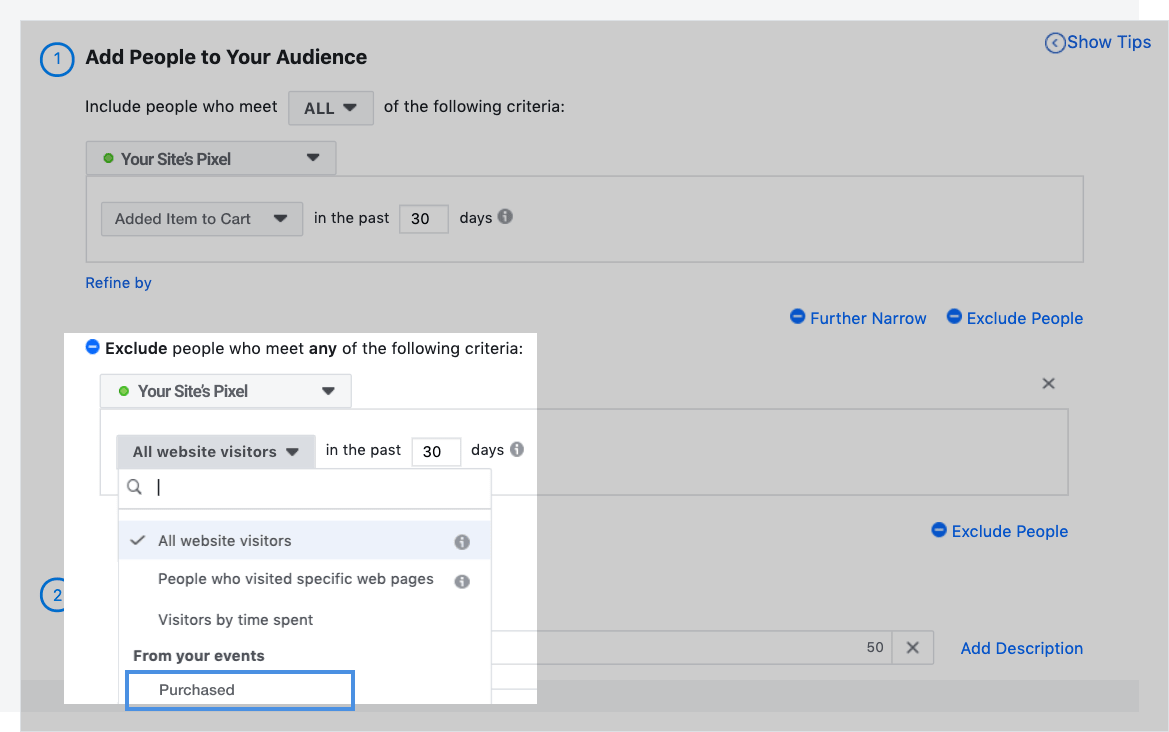 Show Tips
1 Add People to Your Audience
Include people who meet ALL of the following criteria:
Your Site's Pixel
Added Item to Cart in the past 30 days
Refine by
Further Narrow Exclude People
Exclude people who meet any of the following criteria:
Your Site's Pixel
All website visitors in the past 30 days
All website visitors
Exclude People
People who visited specific web pages
2
Visitors by time spent
50 Add Description
From your events
Purchased